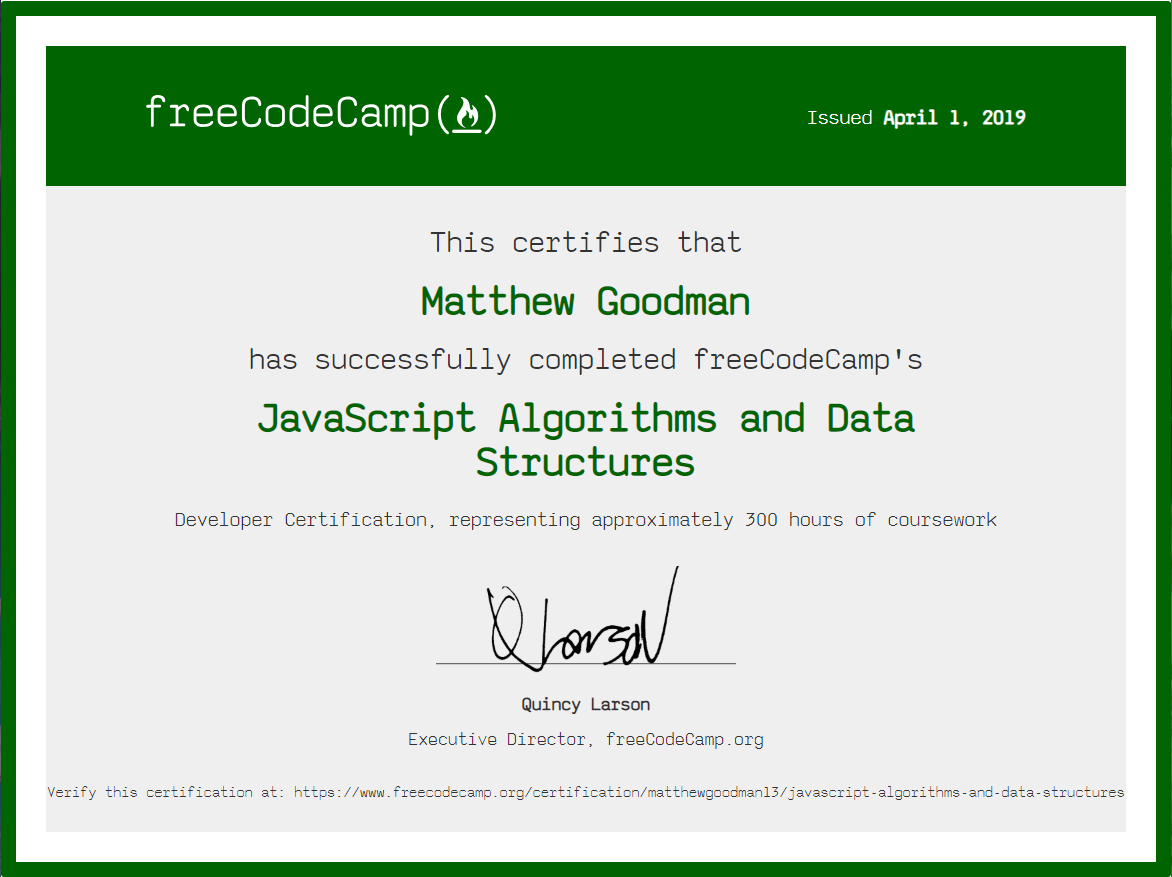 freeCodeCamp()
Issued April 1, 2019
This certifies that
Matthew Goodman
has successfully completed freeCodeCamp's
JavaScript Algorithms and Data
Structures
Developer Certification, representing approximately 300 hours of coursework
Q Larson
Quincy Larson
Executive Director, freeCodeCamp.org
Verify this certification at: https://www.freecodecamp.org/certification/matthewgoodman13/javascript-algorithms-and-data-structures